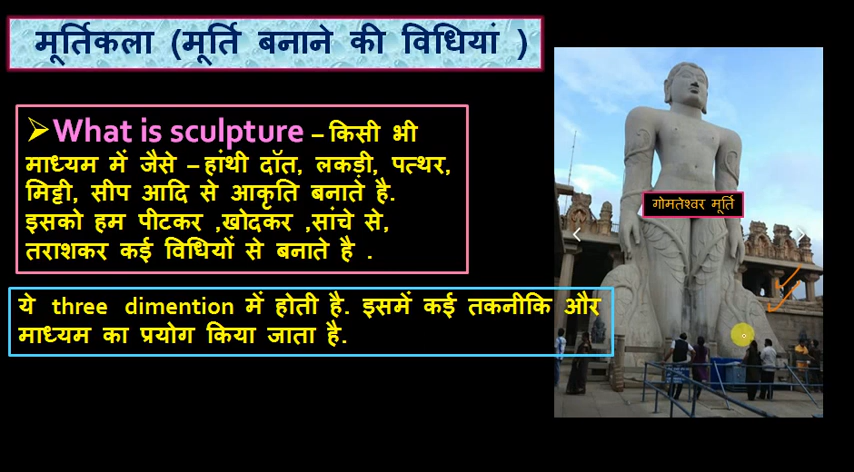 मूर्तिकला (मूर्ति बनाने की विधियां )
➢What is sculpture – किसी भी
माध्यम में जैसे – हांथी दॉत, लकड़ी, पत्थर,
मिट्टी, सीप आदि से आकृति बनाते है.
इसको हम पीटकर ,खोदकर ,सांचे से,
तराशकर कई विधियों से बनाते है .
गोमतेश्वर मूर्ति
ये three dimention में होती है. इसमें कई तकनीकि और
माध्यम का प्रयोग किया जाता है.